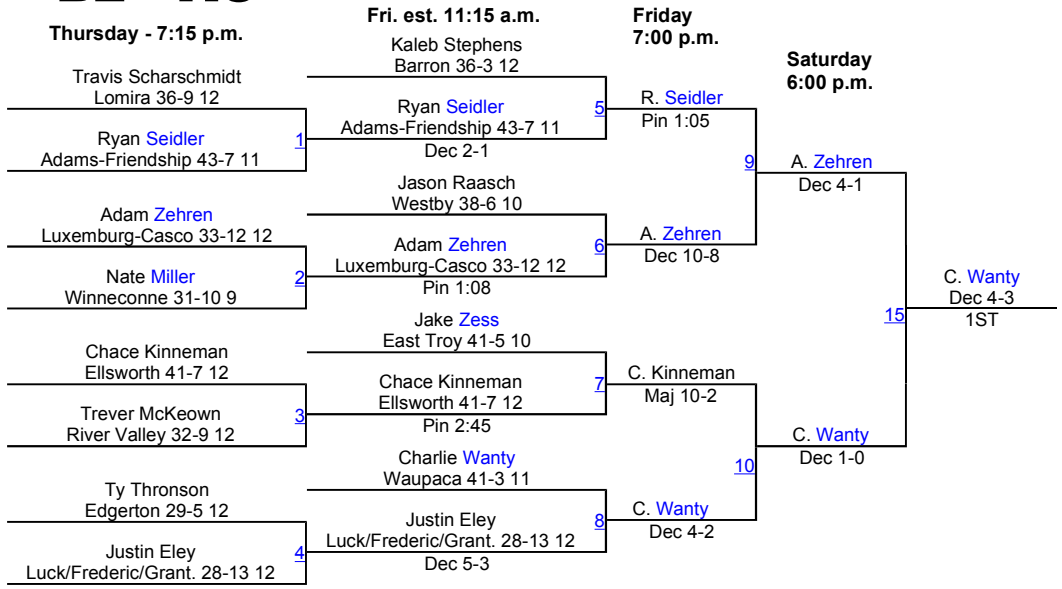 Thursday - 7:15 p.m.
Travis Scharschmidt
Lomira 36-9 12
Ryan Seidler
Adams-Friendship 43-7 11
1
Adam Zehren
Luxemburg-Casco 33-12 12
Nate Miller
Winneconne 31-10 9
2
Chace Kinneman
Ellsworth 41-7 12
Trever McKeown
River Valley 32-9 12
3
Ty Thronson
Edgerton 29-5 12
Justin Eley
Luck/Frederic/Grant. 28-13 12
4
Fri. est. 11:15 a.m.
Kaleb Stephens
Barron 36-3 12
Ryan Seidler
Adams-Friendship 43-7 11
Dec 2-1
5
Jason Raasch
Westby 38-6 10
Adam Zehren
Luxemburg-Casco 33-12 12
Pin 1:08
6
Jake Zess
East Troy 41-5 10
Chace Kinneman
Ellsworth 41-7 12
Pin 2:45
7
Charlie Wanty
Waupaca 41-3 11
Justin Eley
Luck/Frederic/Grant. 28-13 12
Dec 5-3
8
Friday
7:00 p.m.
R. Seidler
Pin 1:05
9
A. Zehren
Dec 10-8
C. Kinneman
Maj 10-2
10
C. Wanty
Dec 4-2
Saturday
6:00 p.m.
A. Zehren
Dec 4-1
15
C. Wanty
Dec 1-0
C. Wanty
Dec 4-3
1ST